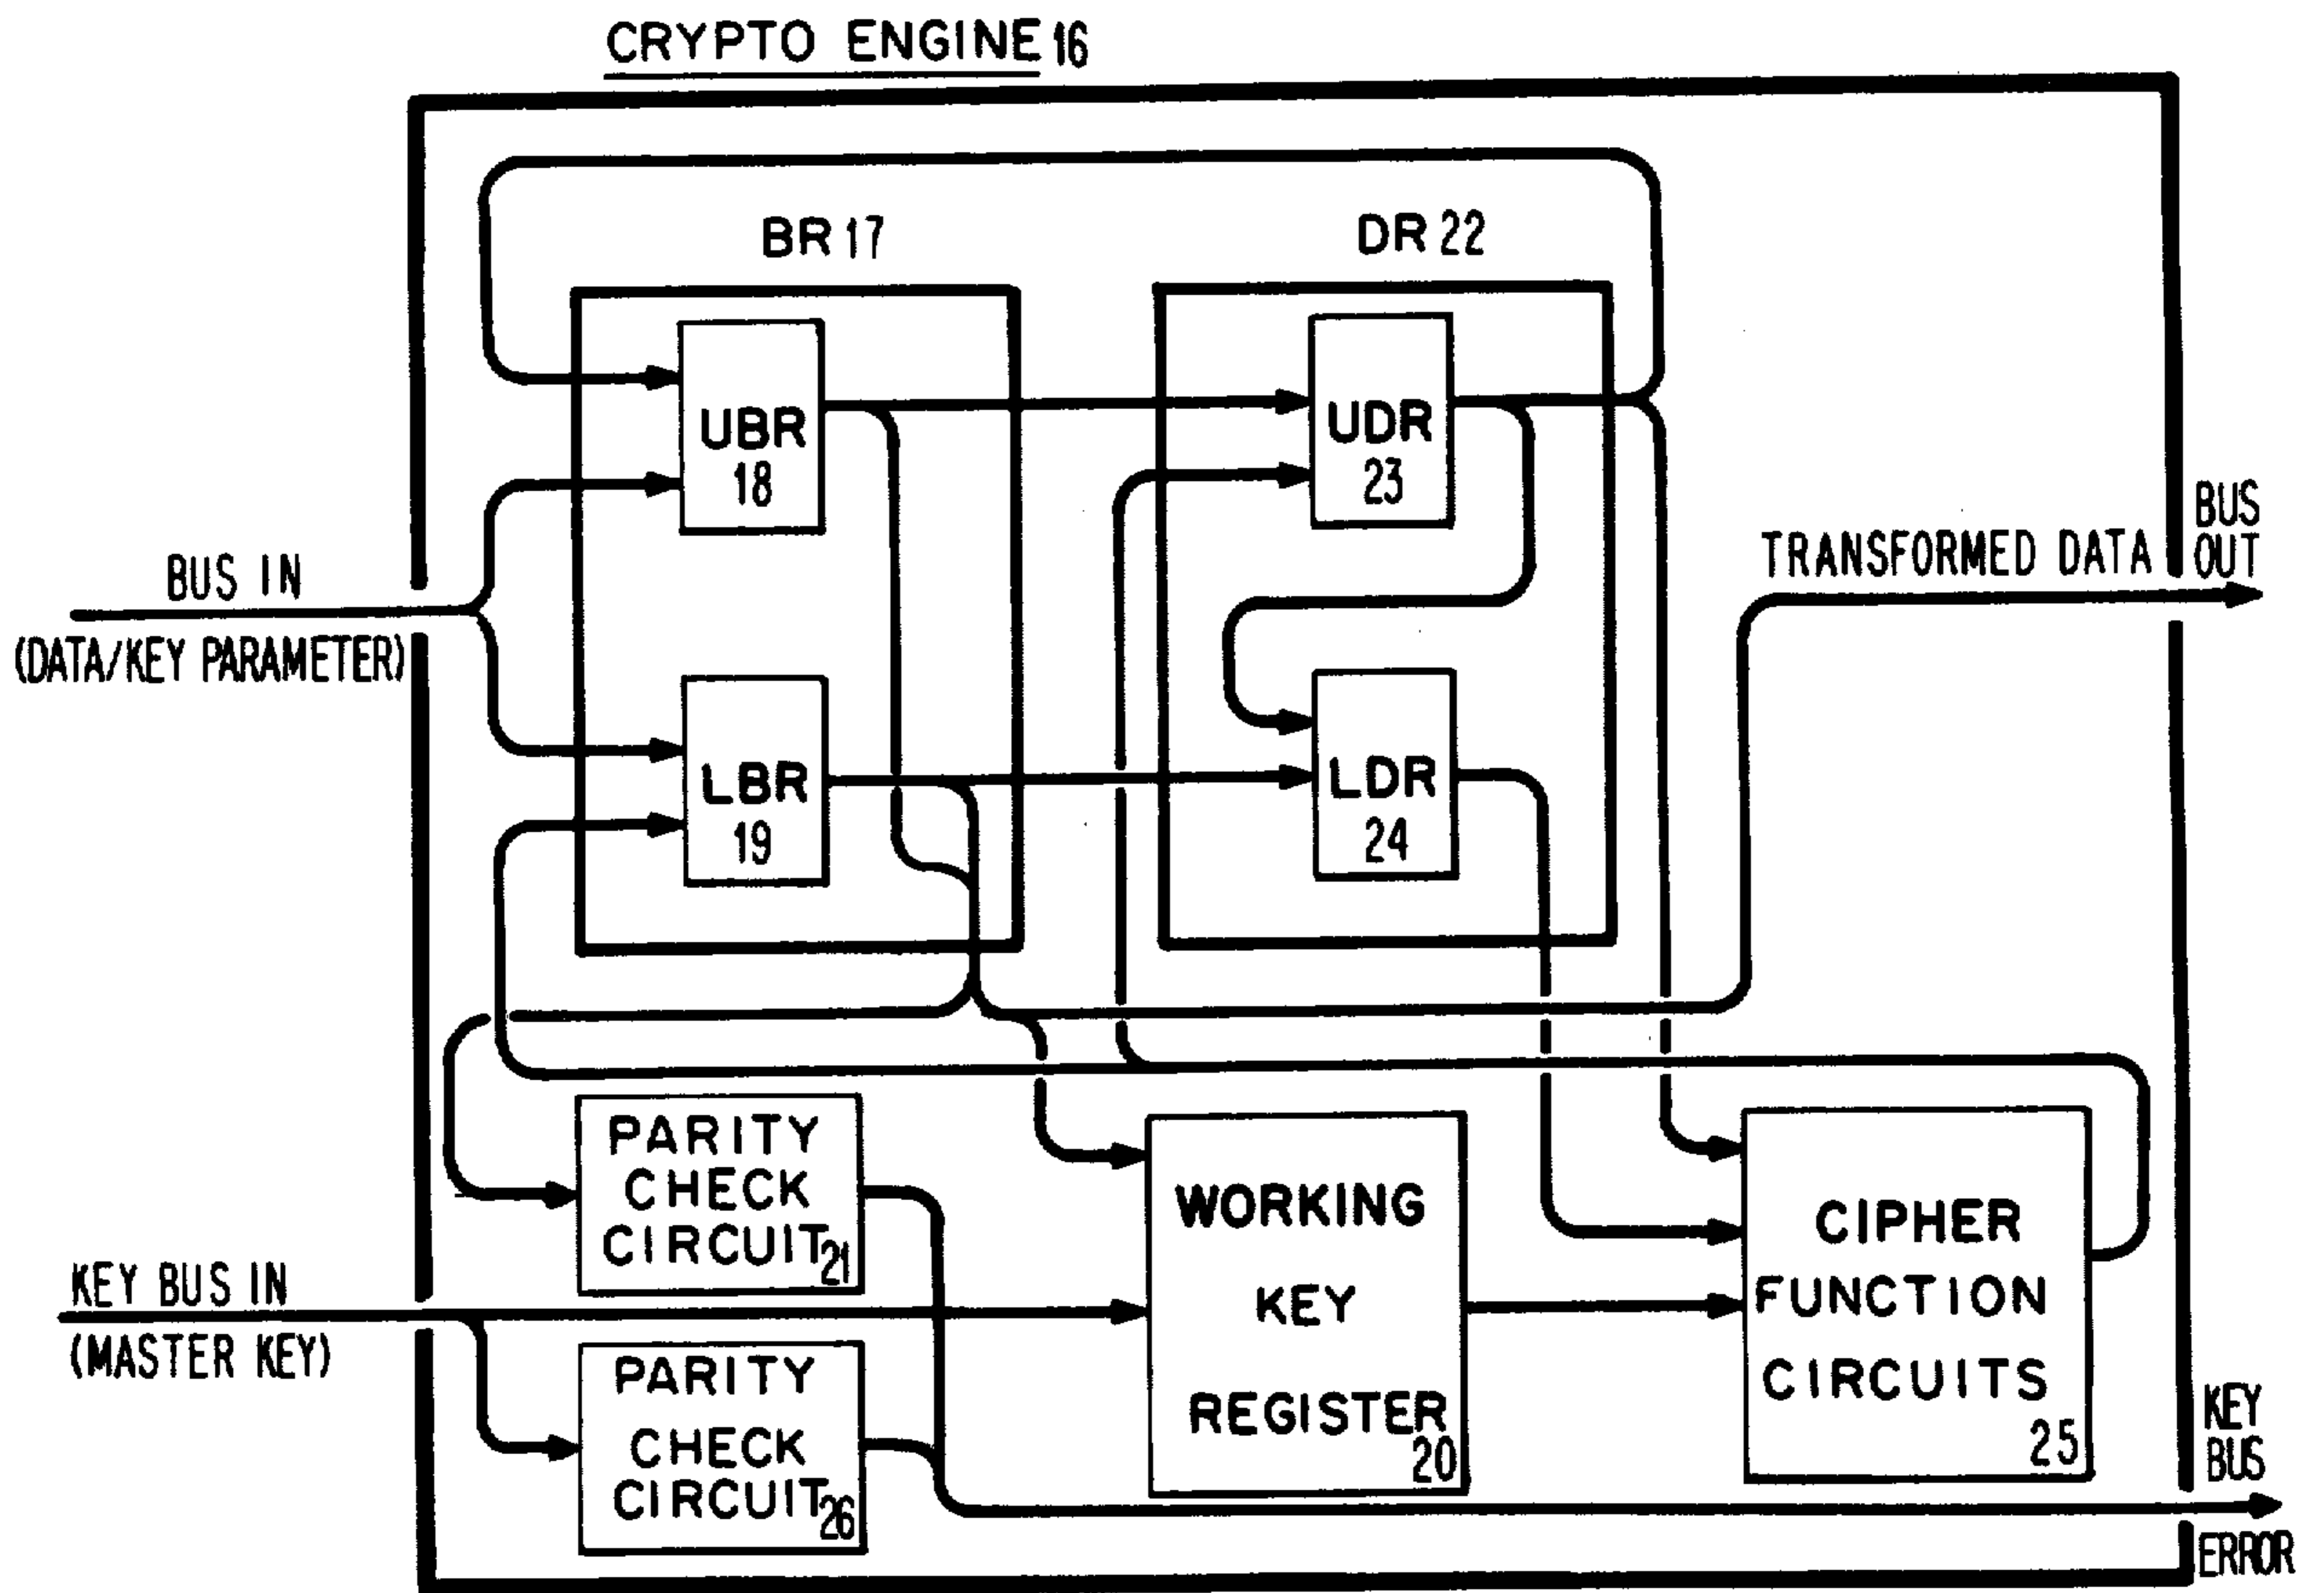 CRYPTO ENGINE 16
BR 17
DR 22
UBR
18
UDR
23
BUS IN
(DATA/KEY PARAMETER)
TRANSFORMED DATA
BUS
OUT
LBR
19
LDR
24
PARITY
CHECK
CIRCUIT 21
WORKING
KEY
REGISTER
20
CIPHER
FUNCTION
CIRCUITS
25
KEY BUS IN
(MASTER KEY)
PARITY
CHECK
CIRCUIT 26
KEY
BUS
ERROR